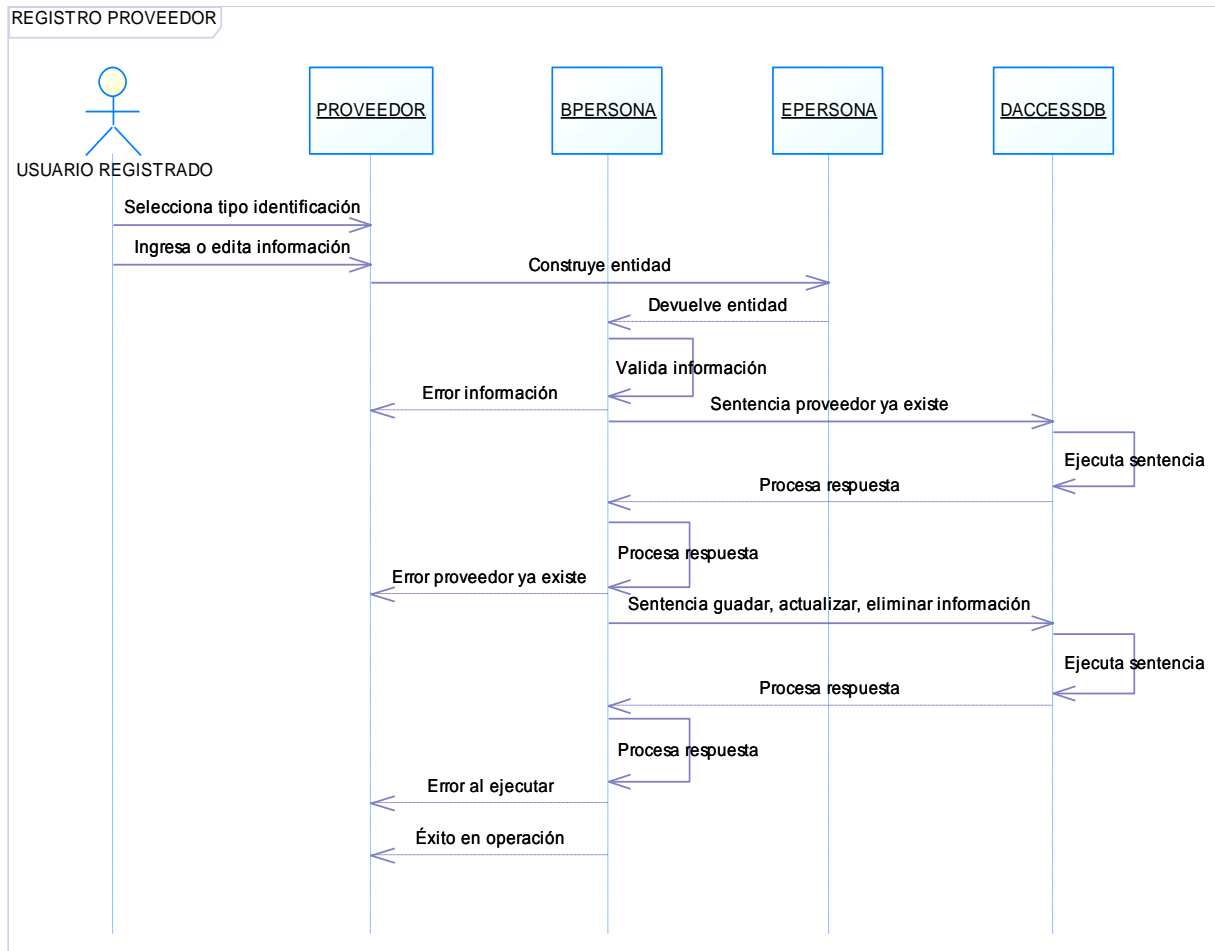 REGISTRO PROVEEDOR
USUARIO REGISTRADO
PROVEEDOR
BPERSONA
EPERSONA
DACCESSDB
Selecciona tipo identificación
Ingresa o edita información
Construye entidad
Devuelve entidad
Valida información
Error información
Sentencia proveedor ya existe
Ejecuta sentencia
Procesa respuesta
Procesa respuesta
Error proveedor ya existe
Sentencia guadar, actualizar, eliminar información
Ejecuta sentencia
Procesa respuesta
Procesa respuesta
Error al ejecutar
Éxito en operación